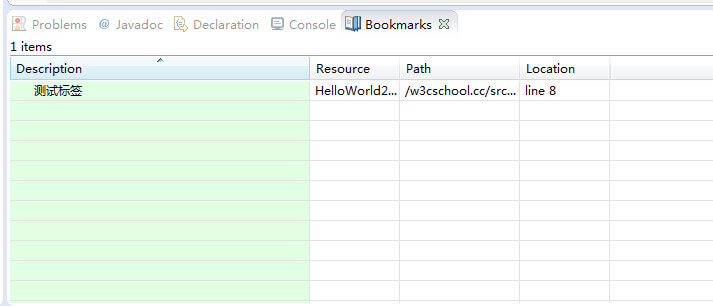 Problems @ Javadoc Declaration Console Bookmarks
1 items
Description Resource Path Location
测试标签 HelloWorld2... /w3cschool.cc/src... line 8